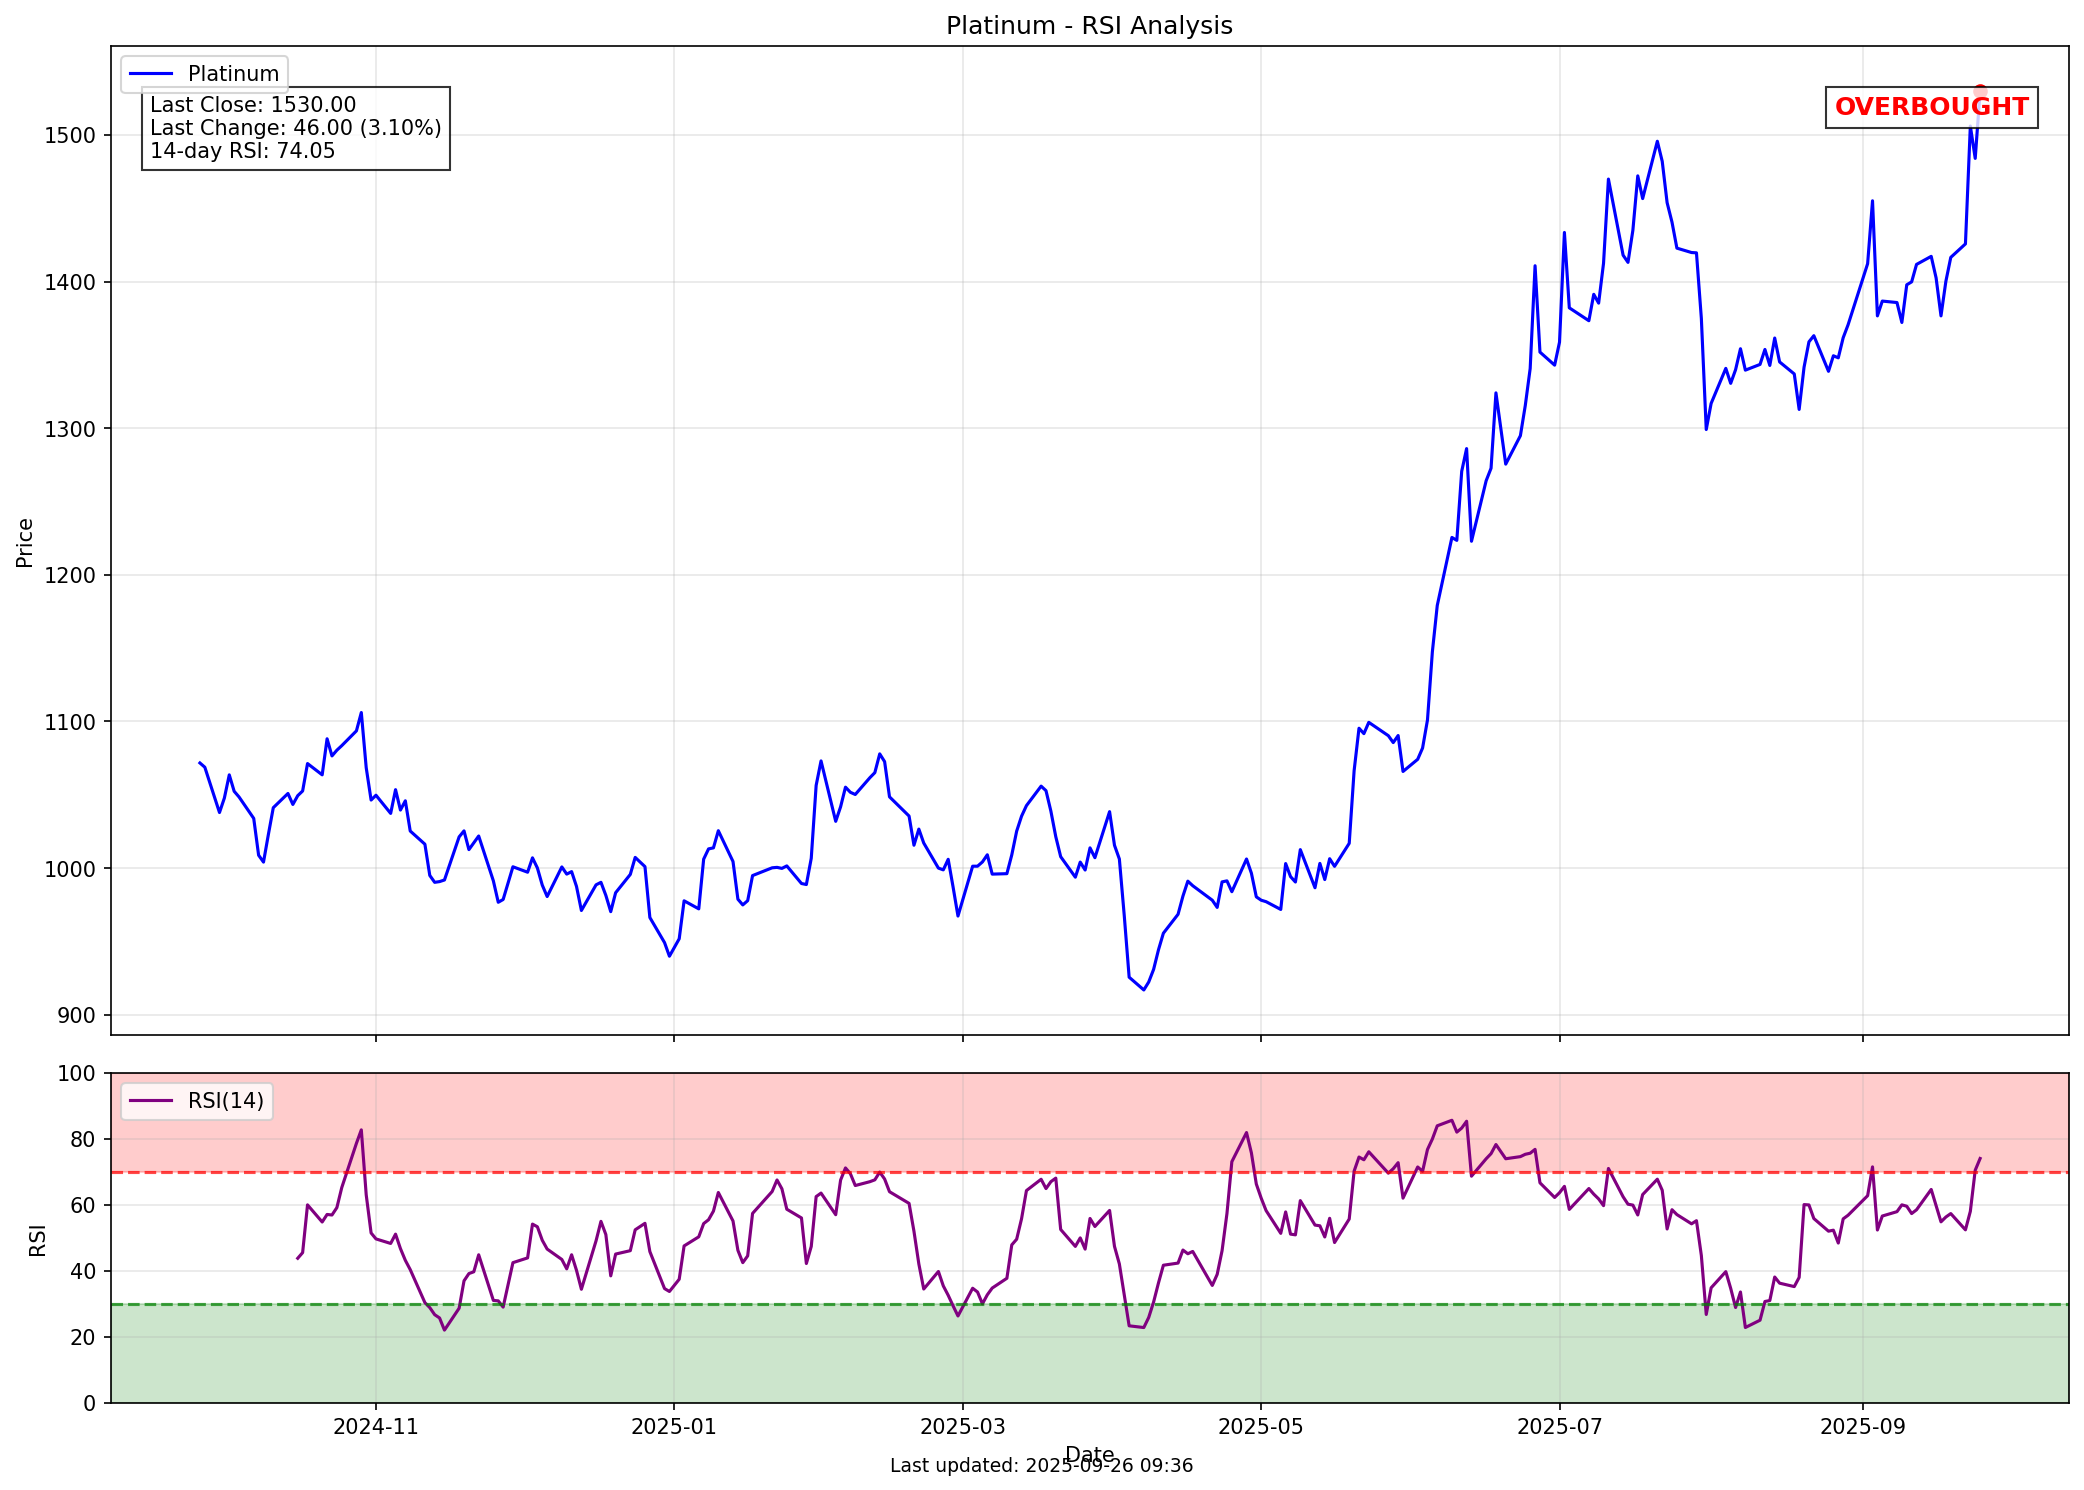 Platinum - RSI Analysis
Platinum
Last Close: 1530.00
Last Change: 46.00 (3.10%)
14-day RSI: 74.05
OVERBOUGHT
1500
1400
1300
1200
1100
1000
900
Price
RSI(14)
100
80
60
40
20
0
RSI
2024-11
2025-01
2025-03
2025-05
2025-07
2025-09
Date
Last updated: 2025-09-26 09:36